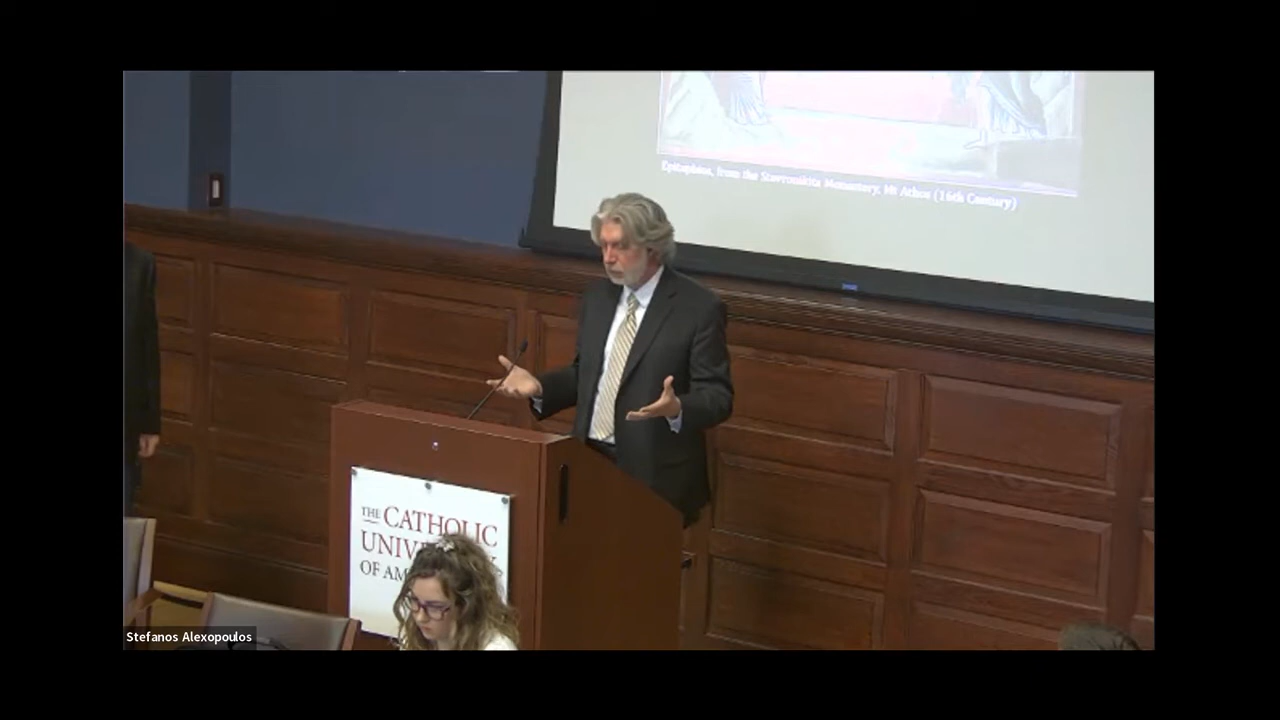 Epitaphios, from the Stavronikita Monastery, Mt Athos (16th Century)
THE CATHOLIC
UNIV
OF AM
Stefanos Alexopoulos